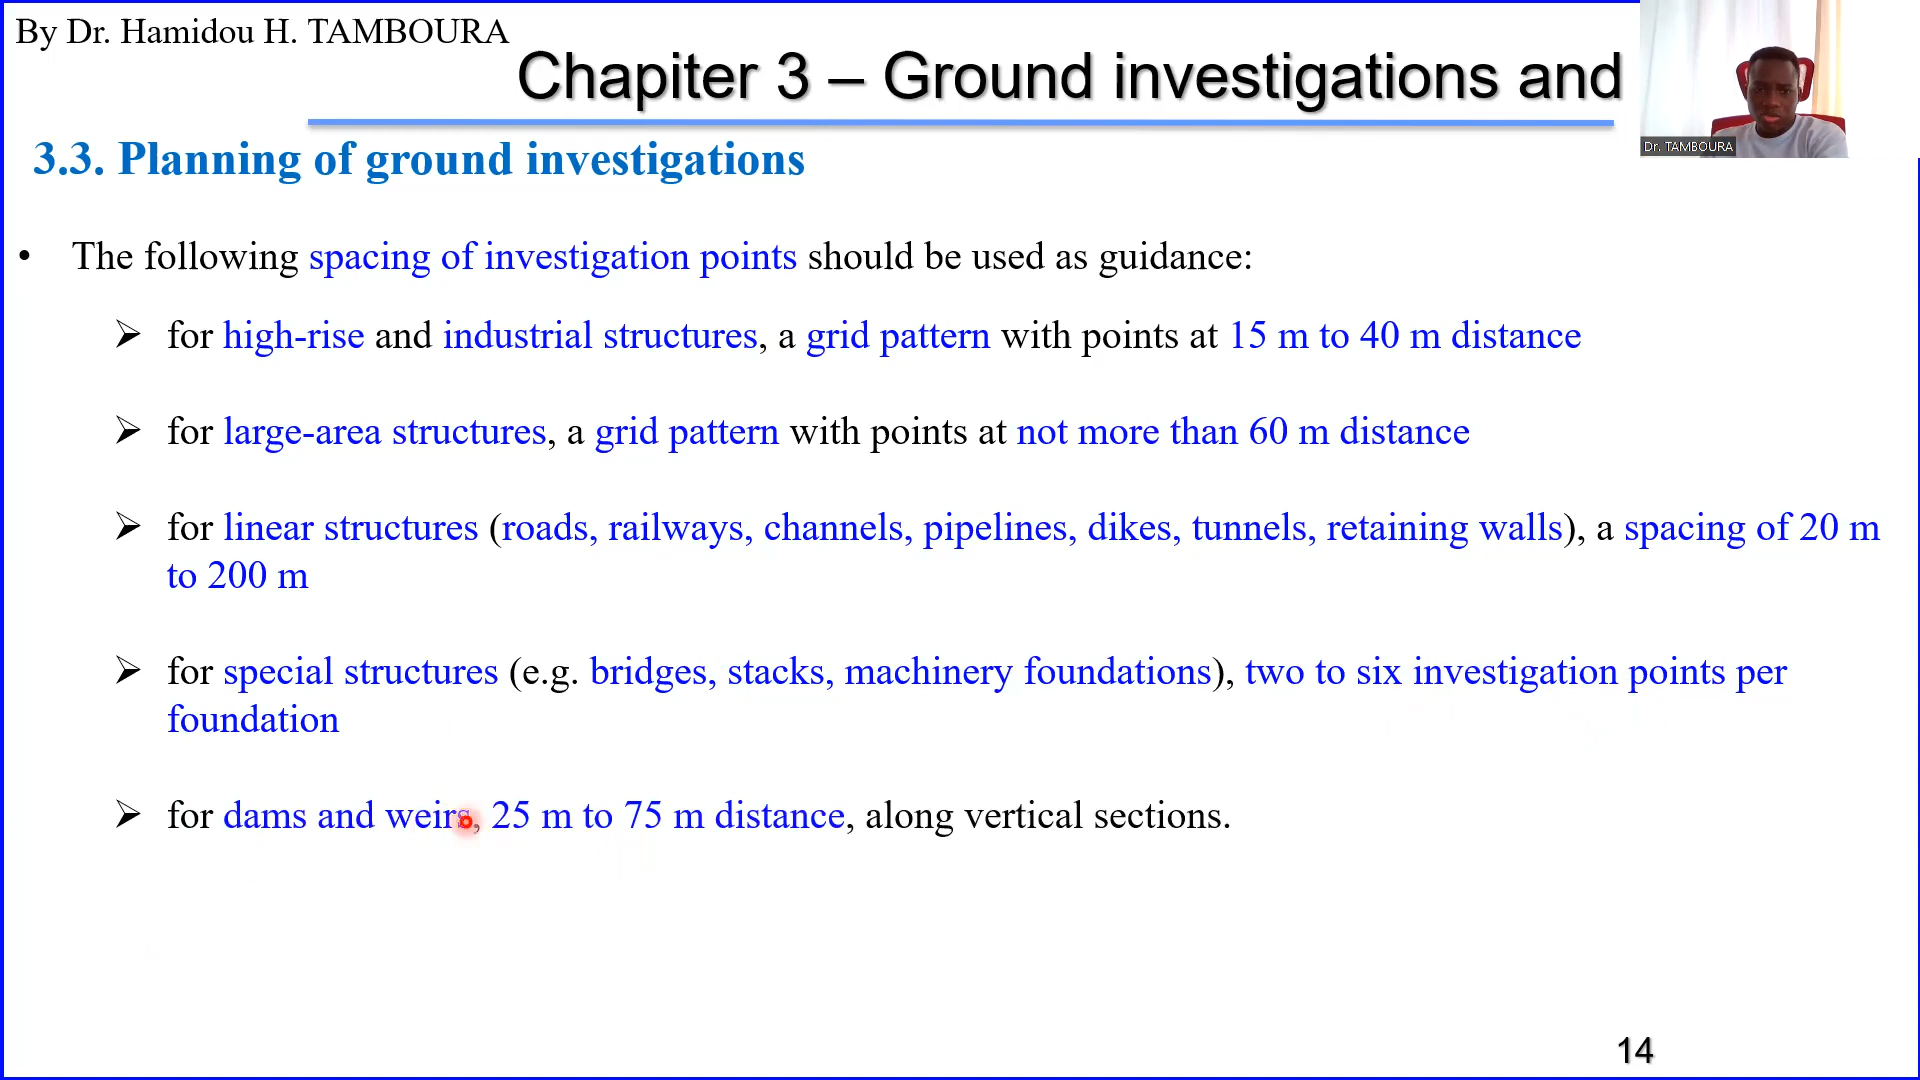 By Dr. Hamidou H. TAMBOURA
Chapiter 3 – Ground investigations and
Dr. TAMBOURA
3.3. Planning of ground investigations
• The following spacing of investigation points should be used as guidance:
➢ for high-rise and industrial structures, a grid pattern with points at 15 m to 40 m distance
➢ for large-area structures, a grid pattern with points at not more than 60 m distance
➢ for linear structures (roads, railways, channels, pipelines, dikes, tunnels, retaining walls), a spacing of 20 m
to 200 m
➢ for special structures (e.g. bridges, stacks, machinery foundations), two to six investigation points per
foundation
➢ for dams and weirs, 25 m to 75 m distance, along vertical sections.
14